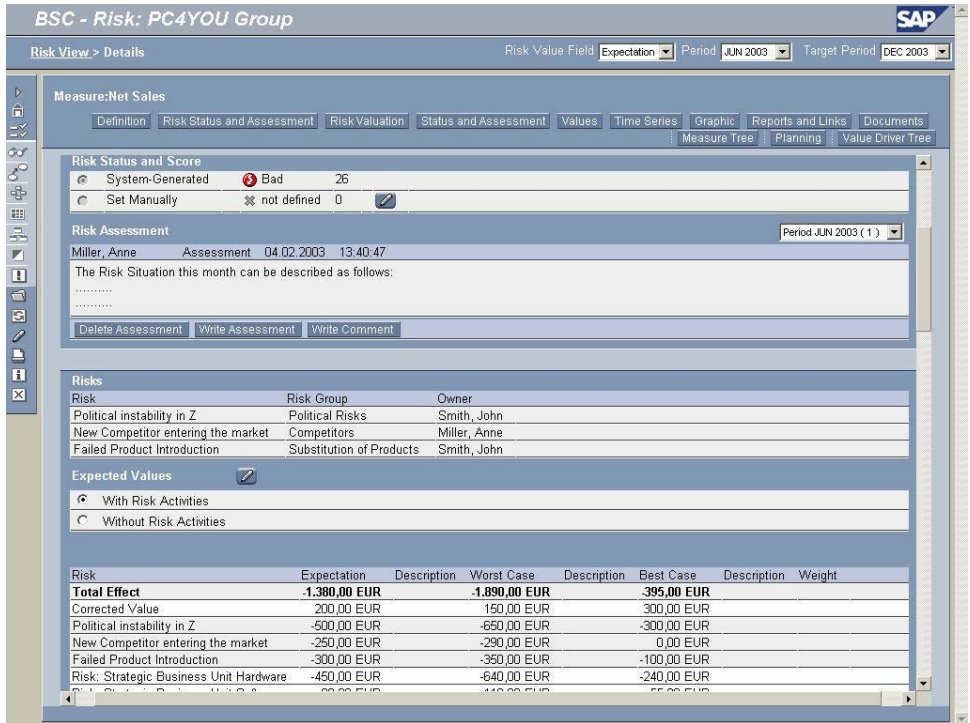 BSC - Risk: PC4YOU Group
SAP
Risk View > Details
Risk Value Field Expectation Period JUN 2003 Target Period DEC 2003
Measure:Net Sales
Definition Risk Status and Assessment Risk Valuation Status and Assessment Values Time Series Graphic Reports and Links Documents
Measure Tree Planning Value Driver Tree
Risk Status and Score
System-Generated Bad 26
Set Manually not defined 0
Risk Assessment Period JUN 2003 ( 1 )
Miller, Anne Assessment 04.02.2003 13:40:47
The Risk Situation this month can be described as follows:
..........
..........
Delete Assessment Write Assessment Write Comment
Risks
Risk Risk Group Owner
Political instability in Z Political Risks Smith, John
New Competitor entering the market Competitors Miller, Anne
Failed Product Introduction Substitution of Products Smith, John
Expected Values
With Risk Activities
Without Risk Activities
Risk Expectation Description Worst Case Description Best Case Description Weight
Total Effect -1.380,00 EUR -1.890,00 EUR -395,00 EUR
Corrected Value 200,00 EUR 150,00 EUR 300,00 EUR
Political instability in Z -500,00 EUR -650,00 EUR -300,00 EUR
New Competitor entering the market -250,00 EUR -290,00 EUR 0,00 EUR
Failed Product Introduction -300,00 EUR -350,00 EUR -100,00 EUR
Risk: Strategic Business Unit Hardware -450,00 EUR -640,00 EUR -240,00 EUR